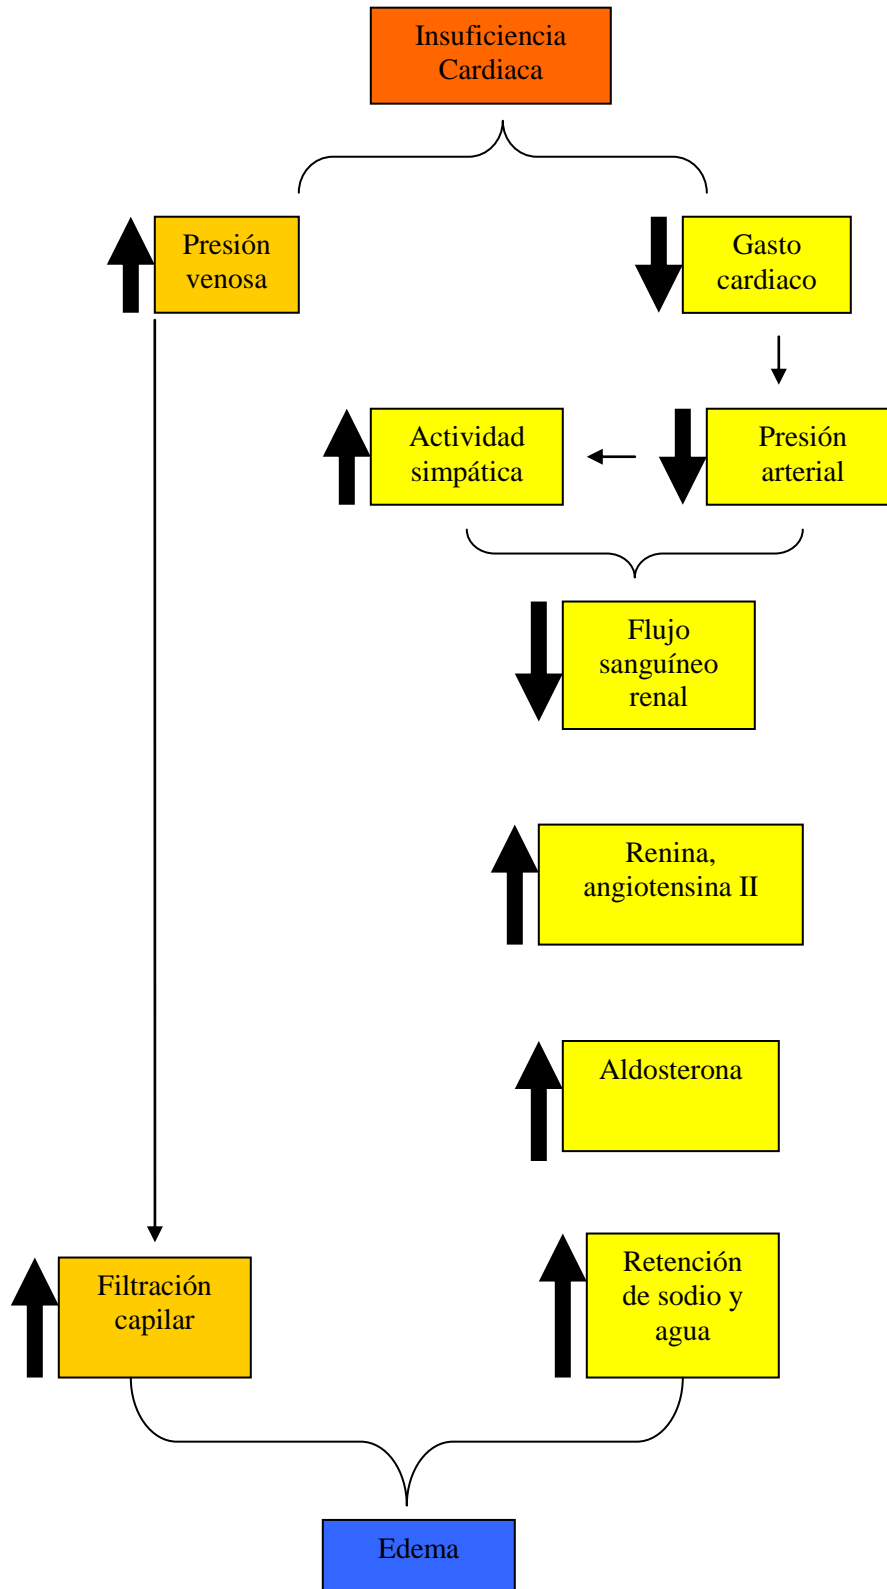 Insuficiencia
Cardiaca
Presión
venosa
Gasto
cardiaco
Actividad
simpática
Presión
arterial
Flujo
sanguíneo
renal
Renina,
angiotensina II
Aldosterona
Filtración
capilar
Retención
de sodio y
agua
Edema